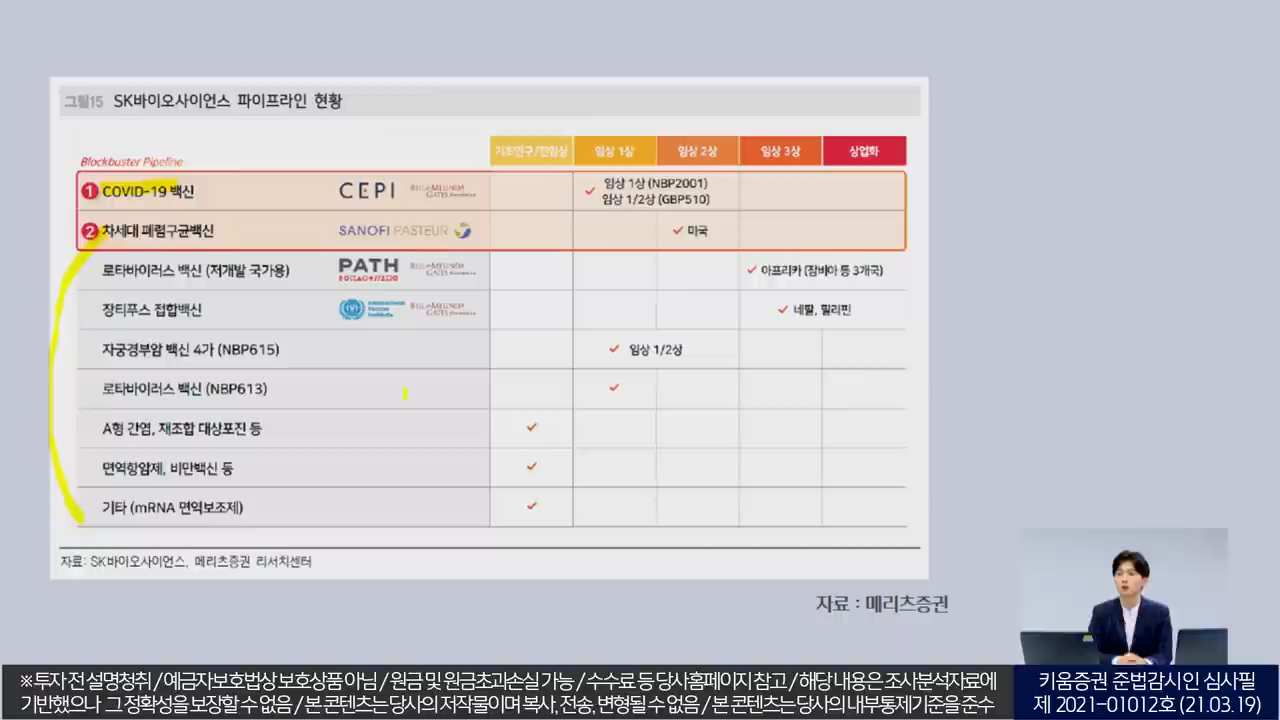 그림15 SK바이오사이언스 파이프라인 현황
Blockbuster Pipeline
기초연구/전임상 임상 1상 임상 2상 임상 3상 상업화
1 COVID-19 백신 CEPI BILL & MELINDA GATES foundation 임상 1상 (NBP2001)
임상 1/2상 (GBP510)
2 차세대 폐렴구균백신 SANOFI PASTEUR 미국
로타바이러스 백신 (저개발 국가용) PATH BILL & MELINDA GATES foundation 아프리카 (잠비아 등 3개국)
장티푸스 접합백신 International Vaccine Institute BILL & MELINDA GATES foundation 네팔, 필리핀
자궁경부암 백신 4가 (NBP615) 임상 1/2상
로타바이러스 백신 (NBP613)
A형 간염, 재조합 대상포진 등
면역항암제, 비만백신 등
기타 (mRNA 면역보조제)
자료: SK바이오사이언스, 메리츠증권 리서치센터
자료 : 메리츠증권
※ 투자 전 설명청취 / 예금자보호법상 보호상품 아님 / 원금 및 원금초과손실 가능 / 수수료 등 당사홈페이지 참고 / 해당 내용은 조사분석자료에
기반했으나 그 정확성을 보장할 수 없음 / 본 콘텐츠는 당사의 저작물이며 복사, 전송, 변형될 수 없음 / 본 콘텐츠는 당사의 내부통제기준을 준수
키움증권 준법감시인 심사필
제 2021-01012호 (21.03.19)